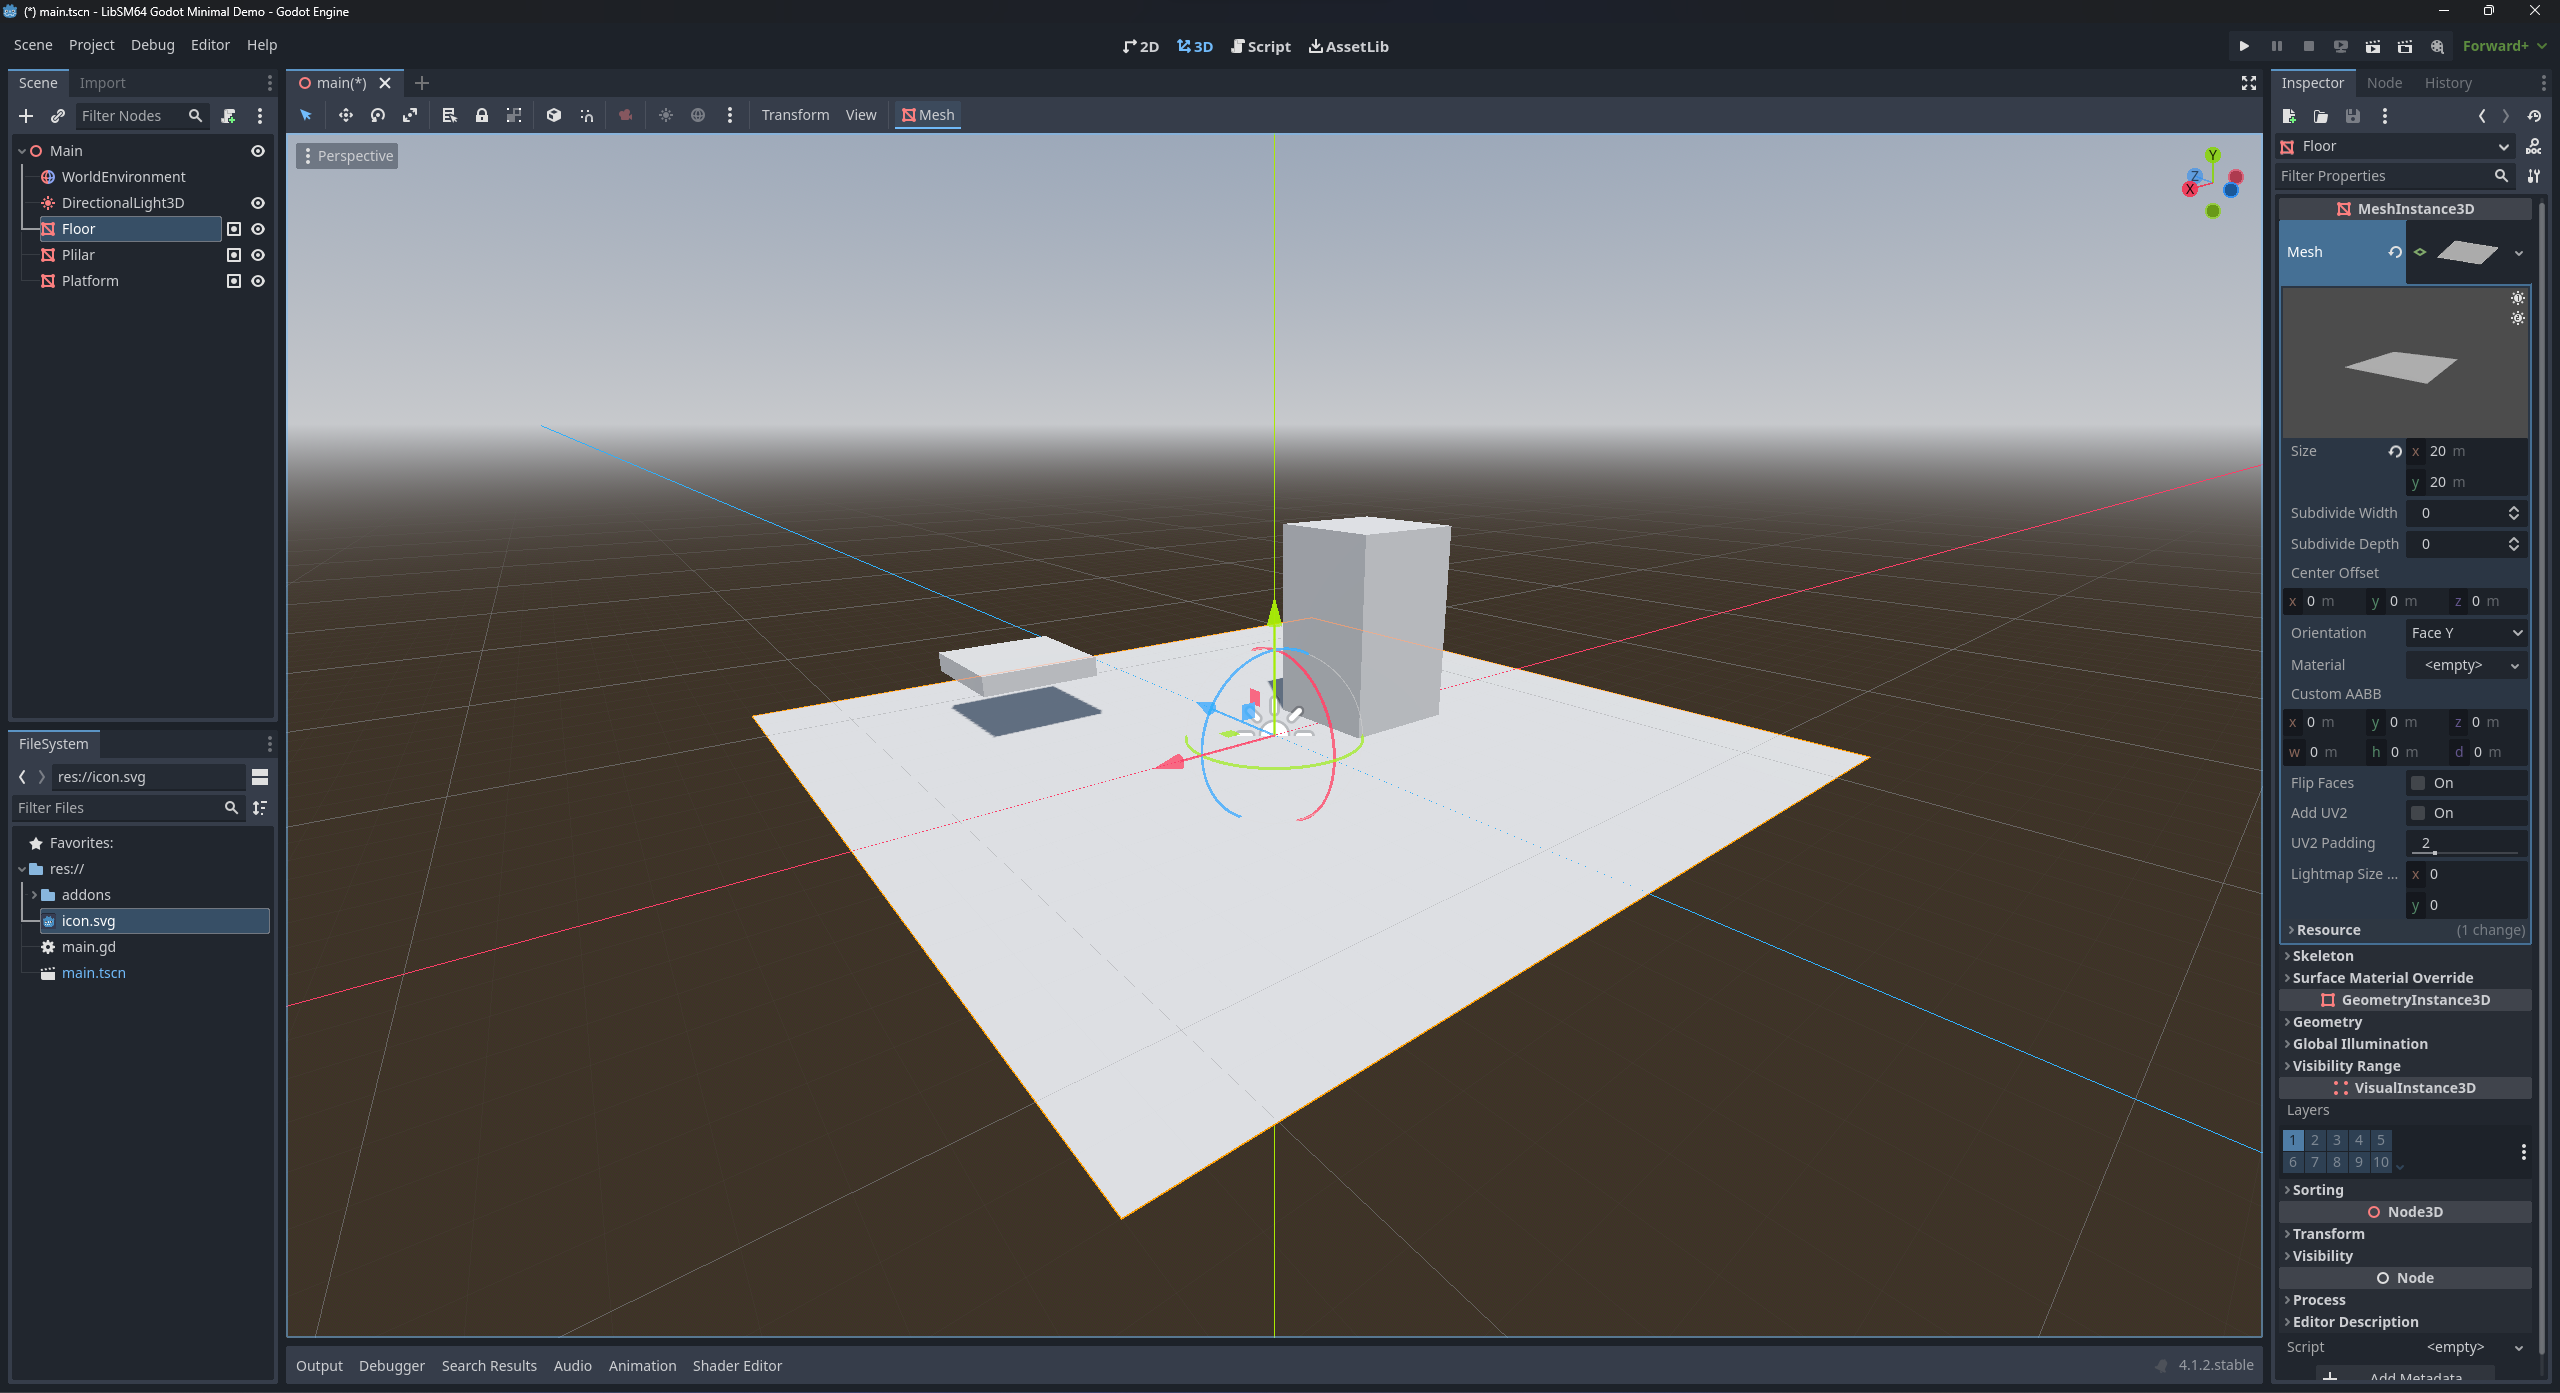 (*) main.tscn - LibSM64 Godot Minimal Demo - Godot Engine
Scene Project Debug Editor Help
2D 3D Script AssetLib
Forward+
Scene Import
Filter Nodes
Main
WorldEnvironment
DirectionalLight3D
Floor
Plilar
Platform
FileSystem
res://icon.svg
Filter Files
Favorites:
res://
addons
icon.svg
main.gd
main.tscn
main(*)
Transform View Mesh
Perspective
Y
Z
X
Output Debugger Search Results Audio Animation Shader Editor
4.1.2.stable
Inspector Node History
Floor
DOC
Filter Properties
MeshInstance3D
Mesh
Size x 20 m
y 20 m
Subdivide Width 0
Subdivide Depth 0
Center Offset
x 0 m y 0 m z 0 m
Orientation Face Y
Material <empty>
Custom AABB
x 0 m y 0 m z 0 m
w 0 m h 0 m d 0 m
Flip Faces On
Add UV2 On
UV2 Padding 2
Lightmap Size ... x 0
y 0
Resource (1 change)
Skeleton
Surface Material Override
GeometryInstance3D
Geometry
Global Illumination
Visibility Range
VisualInstance3D
Layers
1 2 3 4 5
6 7 8 9 10
Sorting
Node3D
Transform
Visibility
Node
Process
Editor Description
Script <empty>
Add Metadata